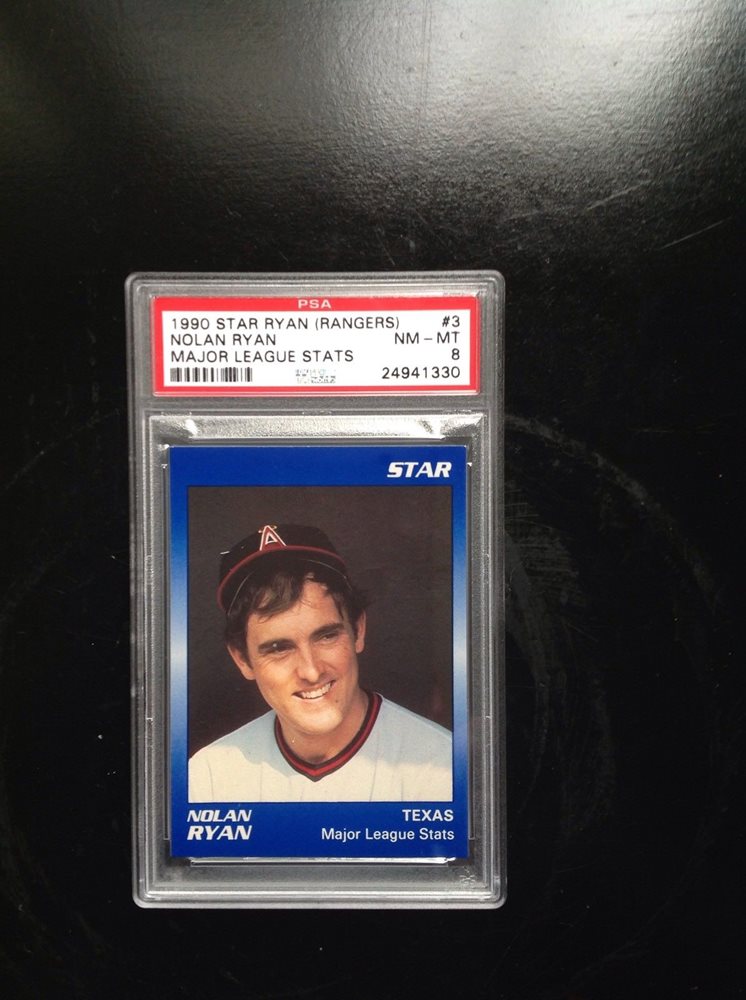 PSA
1990 STAR RYAN (RANGERS) #3
NOLAN RYAN NM - MT
MAJOR LEAGUE STATS 8
24941330
STAR
A
NOLAN TEXAS
RYAN Major League Stats